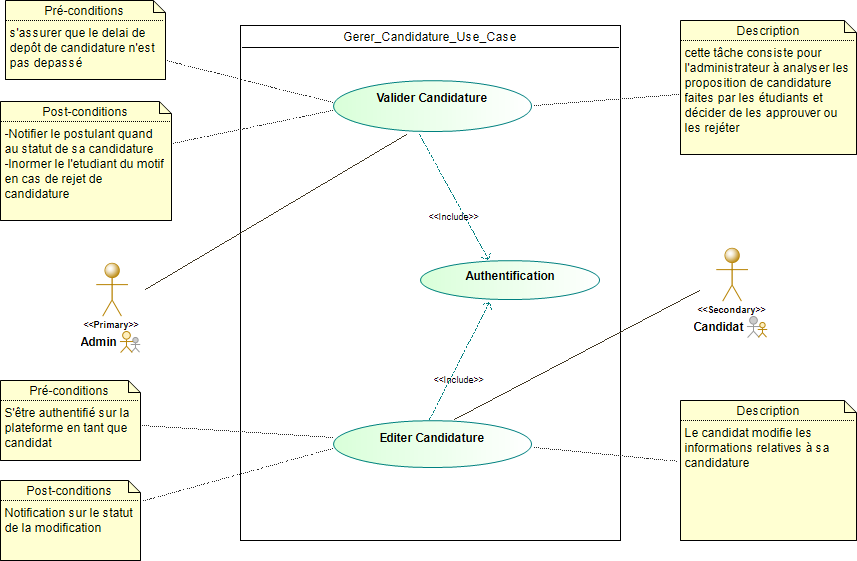 Pré-conditions
s'assurer que le delai de
depôt de candidature n'est
pas depassé
Gerer_Candidature_Use_Case
Description
cette tâche consiste pour
l'administrateur à analyser les
proposition de candidature
faites par les étudiants et
décider de les approuver ou
les rejéter
Valider Candidature
Post-conditions
-Notifier le postulant quand
au statut de sa candidature
-Inormer le l'etudiant du motif
en cas de rejet de
candidature
<<Include>>
Authentification
<<Primary>>
Admin
<<Secondary>>
Candidat
<<Include>>
Pré-conditions
S'être authentifié sur la
plateforme en tant que
candidat
Editer Candidature
Description
Le candidat modifie les
informations relatives à sa
candidature
Post-conditions
Notification sur le statut
de la modification